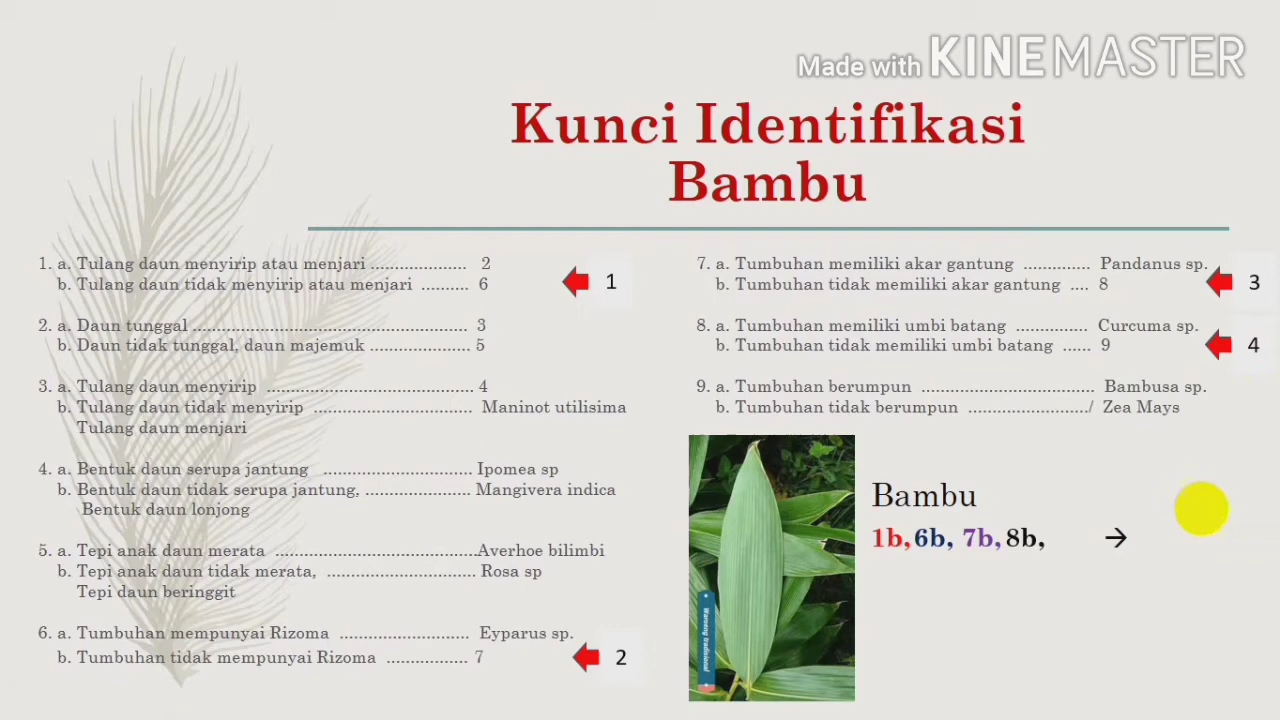 Made with KINEMASTER
Kunci Identifikasi
Bambu
1. a. Tulang daun menyirip atau menjari ................... 2
b. Tulang daun tidak menyirip atau menjari .......... 6
1
2. a. Daun tunggal ....................................................... 3
b. Daun tidak tunggal, daun majemuk .................... 5
3. a. Tulang daun menyirip .......................................... 4
b. Tulang daun tidak menyirip ................................ Maninot utilisima
Tulang daun menjari
4. a. Bentuk daun serupa jantung .............................. Ipomea sp
b. Bentuk daun tidak serupa jantung, ..................... Mangivera indica
Bentuk daun lonjong
5. a. Tepi anak daun merata .........................................Averhoe bilimbi
b. Tepi anak daun tidak merata, .............................. Rosa sp
Tepi daun beringgit
6. a. Tumbuhan mempunyai Rizoma .......................... Eyparus sp.
b. Tumbuhan tidak mempunyai Rizoma ................ 7
2
7. a. Tumbuhan memiliki akar gantung .............. Pandanus sp.
b. Tumbuhan tidak memiliki akar gantung .... 8
3
8. a. Tumbuhan memiliki umbi batang ............... Curcuma sp.
b. Tumbuhan tidak memiliki umbi batang ...... 9
4
9. a. Tumbuhan berumpun ................................... Bambusa sp.
b. Tumbuhan tidak berumpun ......................../ Zea Mays
Warning tradisional
Bambu
1b, 6b, 7b, 8b, →